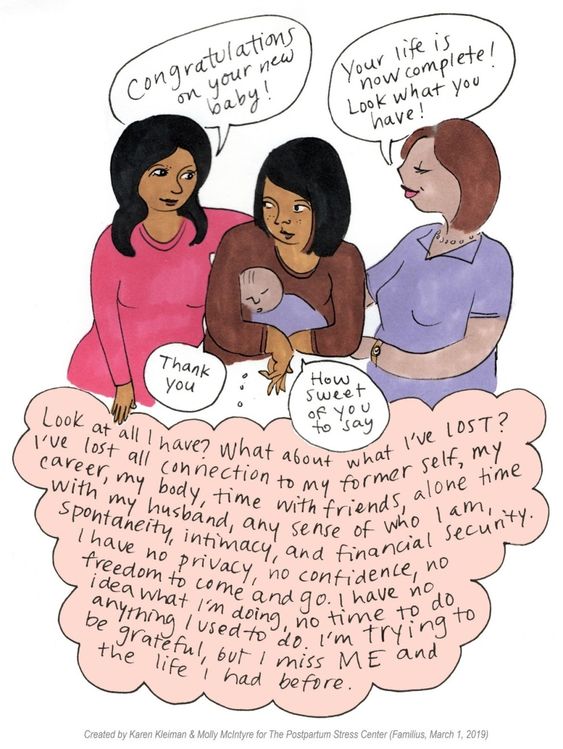 Congratulations
on your new
baby!
Your life is
now complete!
Look what you
have!
Thank
you
How
sweet
of you
to say
Look at all I have? What about what I've LOST?
I've lost all connection to my former self, my
career, my body, time with friends, alone time
with my husband, any sense of who I am,
spontaneity, intimacy, and financial security.
I have no privacy, no confidence, no
freedom to come and go. I have no
idea what I'm doing, no time to do
anything I used to do. I'm trying to
be grateful, but I miss ME and
the life I had before.
Created by Karen Kleiman & Molly McIntyre for The Postpartum Stress Center (Familius, March 1, 2019)